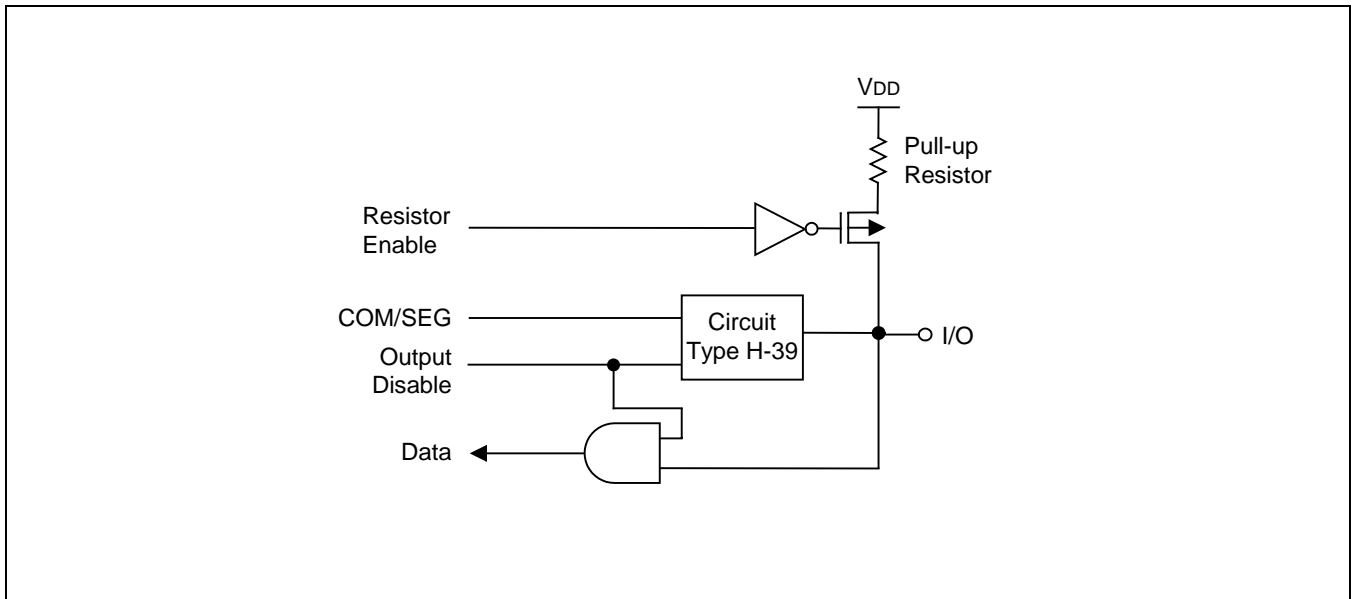 VDD
Pull-up
Resistor
Resistor
Enable
COM/SEG
Circuit
Type H-39
I/O
Output
Disable
Data